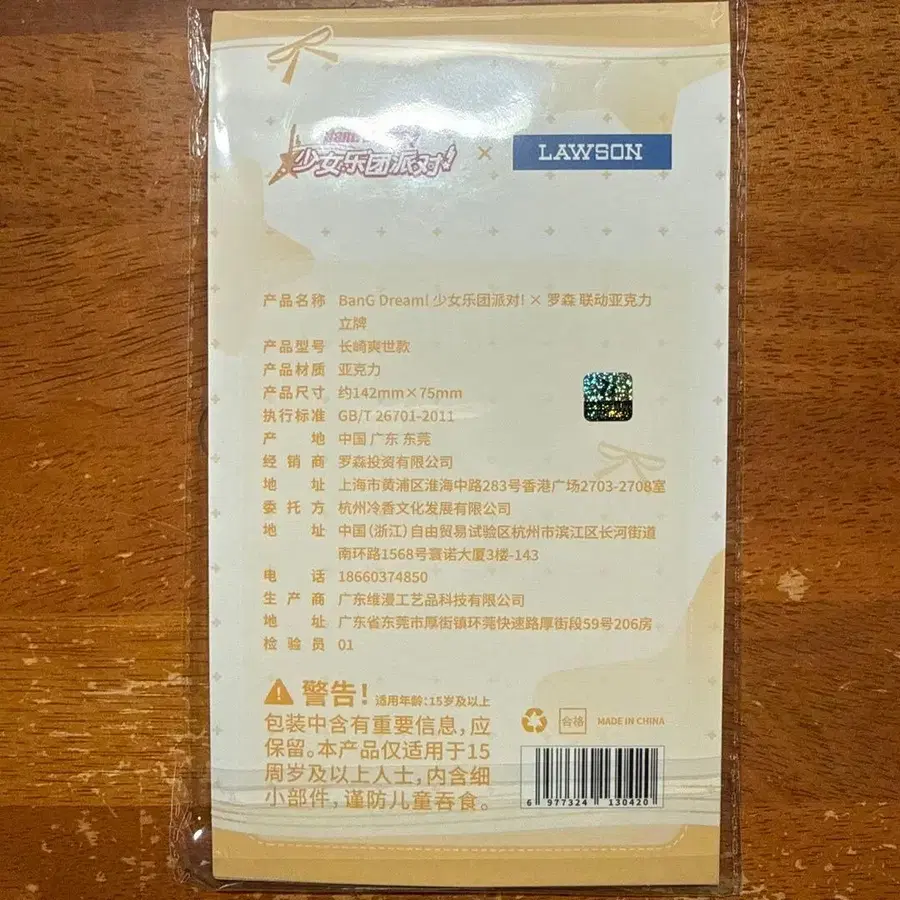 少女乐团派对! × LAWSON
产品名称 BanG Dream! 少女乐团派对! × 罗森 联动亚克力
立牌
产品型号 长崎爽世款
产品材质 亚克力
产品尺寸 约142mm×75mm
执行标准 GB/T 26701-2011
产地 中国 广东 东莞
经销商 罗森投资有限公司
地址 上海市黄浦区淮海中路283号香港广场2703-2708室
委托方 杭州冷香文化发展有限公司
地址 中国(浙江)自由贸易试验区杭州市滨江区长河街道
南环路1568号壹诺大厦3楼-143
电话 18660374850
生产商 广东维漫工艺品科技有限公司
地址 广东省东莞市厚街镇环莞快速路厚街段59号206房
检验员 01
警告! 适用年龄:15岁及以上
包装中含有重要信息,应
保留。本产品仅适用于15
周岁及以上人士,内含细
小部件,谨防儿童吞食。
合格 MADE IN CHINA
6 977324 130420